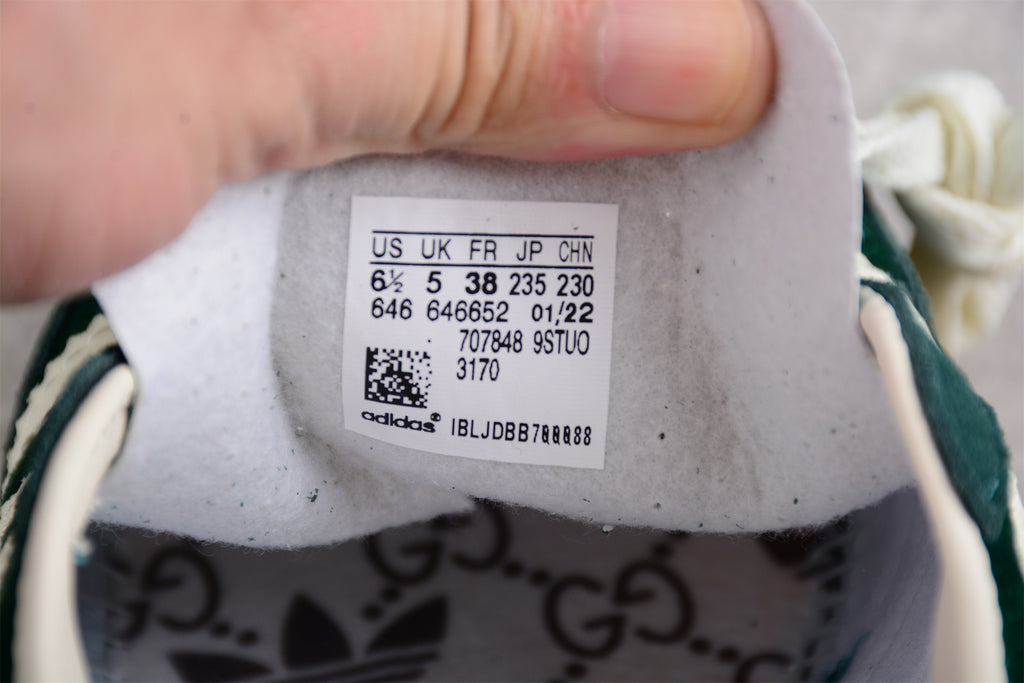 US UK FR JP CHN
6½ 5 38 235 230
646 646652 01/22
707848 9STUO
3170
adidas®
IBLJDBB700088